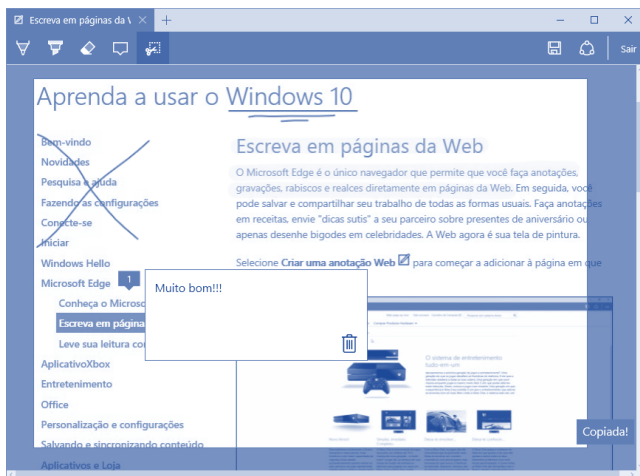 Escreva em páginas da V
Sair
Aprenda a usar o Windows 10
Bem-vindo
Novidades
Pesquisa e ajuda
Fazendo as configurações
Conecte-se
Iniciar
Windows Hello
Microsoft Edge
1
Conheça o Microso
Escreva em página
Leve sua leitura co
AplicativoXbox
Entretenimento
Office
Personalização e configurações
Salvando e sincronizando conteúdo
Aplicativos e Loja
Escreva em páginas da Web
O Microsoft Edge é o único navegador que permite que você faça anotações,
gravações, rabiscos e realces diretamente em páginas da Web. Em seguida, você
pode salvar e compartilhar seu trabalho de todas as formas usuais. Faça anotações
em receitas, envie "dicas sutis" a seu parceiro sobre presentes de aniversário ou
apenas desenhe bigodes em celebridades. A Web agora é sua tela de pintura.
Selecione Criar uma anotação Web para começar a adicionar à página em que
Muito bom!!!
O sistema de entretenimento
tudo em um
Copiada!